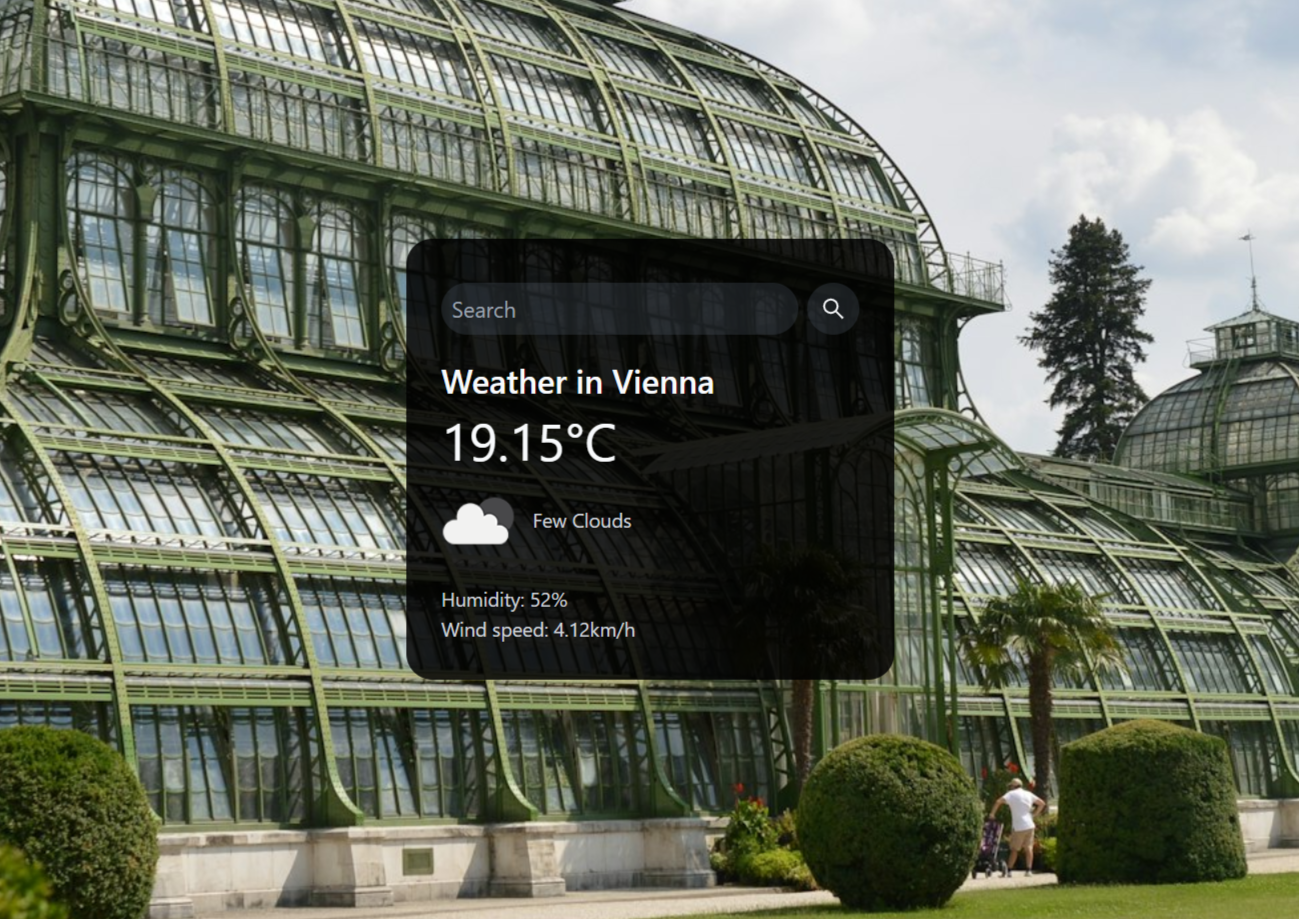 Search
Weather in Vienna
19.15°C
Few Clouds
Humidity: 52%
Wind speed: 4.12km/h